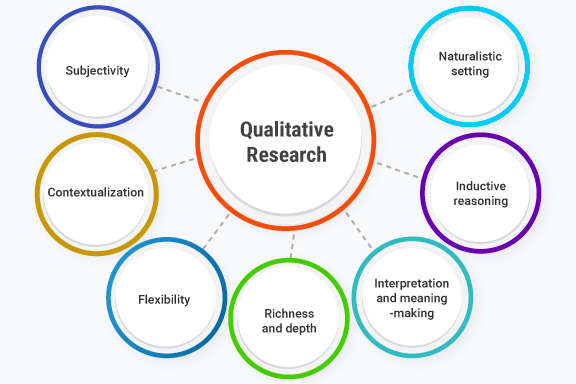 Subjectivity
Naturalistic
setting
Qualitative
Research
Contextualization
Inductive
reasoning
Flexibility
Richness
and depth
Interpretation
and meaning
-making